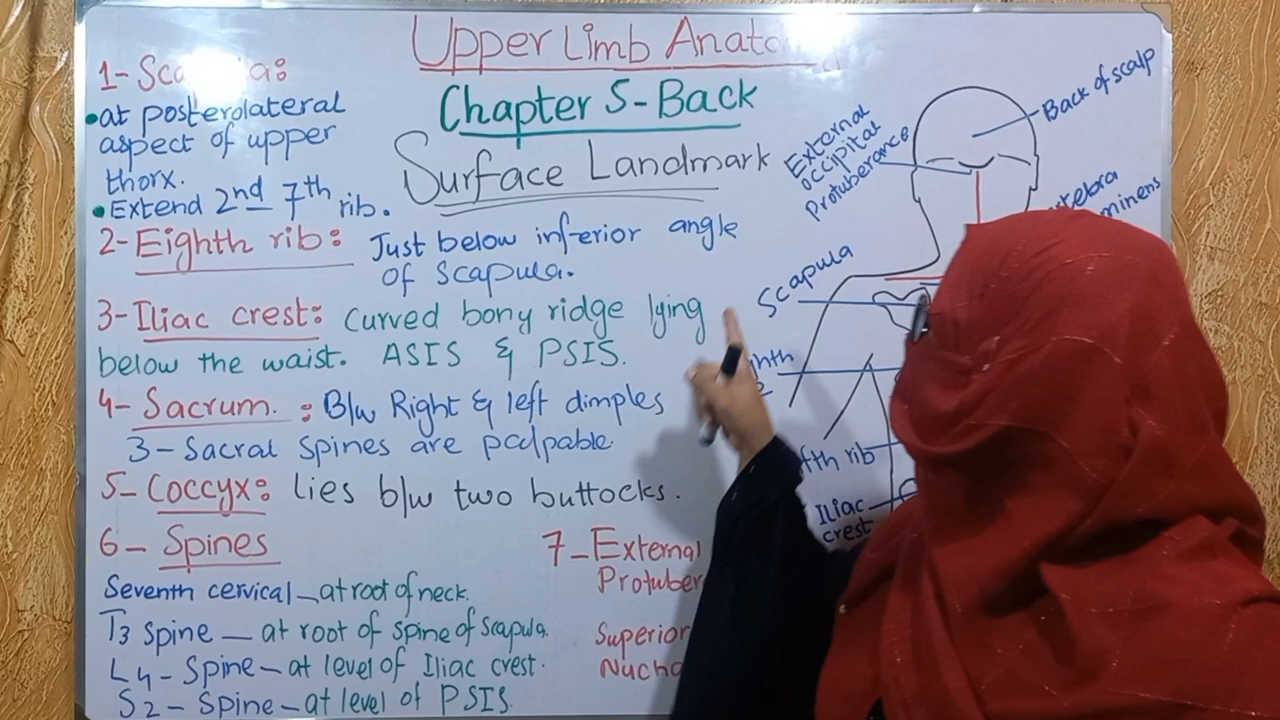 Upper Limb
Chapter 5-Back
Surface Landmark
• at posterolateral
aspect of upper
thorx.
• Extend 2nd 7th rib.
2- Eighth rib: Just below inferior angle
of Scapula.
3- Iliac crest: Curved bony ridge lying
below the waist. ASIS & PSIS.
4- Sacrum. : B/w Right & left dimples
3- Sacral Spines are palpable.
5- Coccyx: lies b/w two buttocks.
6- Spines
Seventh cervical - at root of neck.
T3 Spine - at root of spine of scapula.
L4 - Spine - at level of Iliac crest.
S2 - Spine - at level of PSIS.
7- External
Superior
Back of scalp
External
occipital
Protuberance
Scapula
rib
Iliac
crest